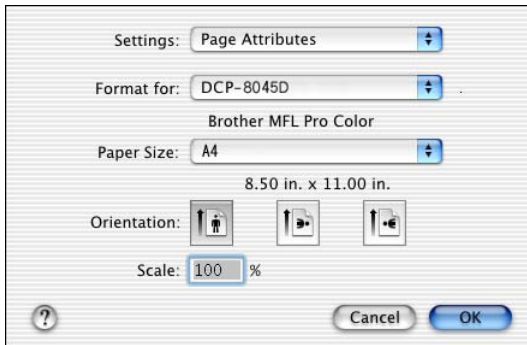 Settings: Page Attributes
Format for: DCP-8045D
Brother MFL Pro Color
Paper Size: A4
8.50 in. x 11.00 in.
Orientation:
Scale: 100 %
? Cancel OK